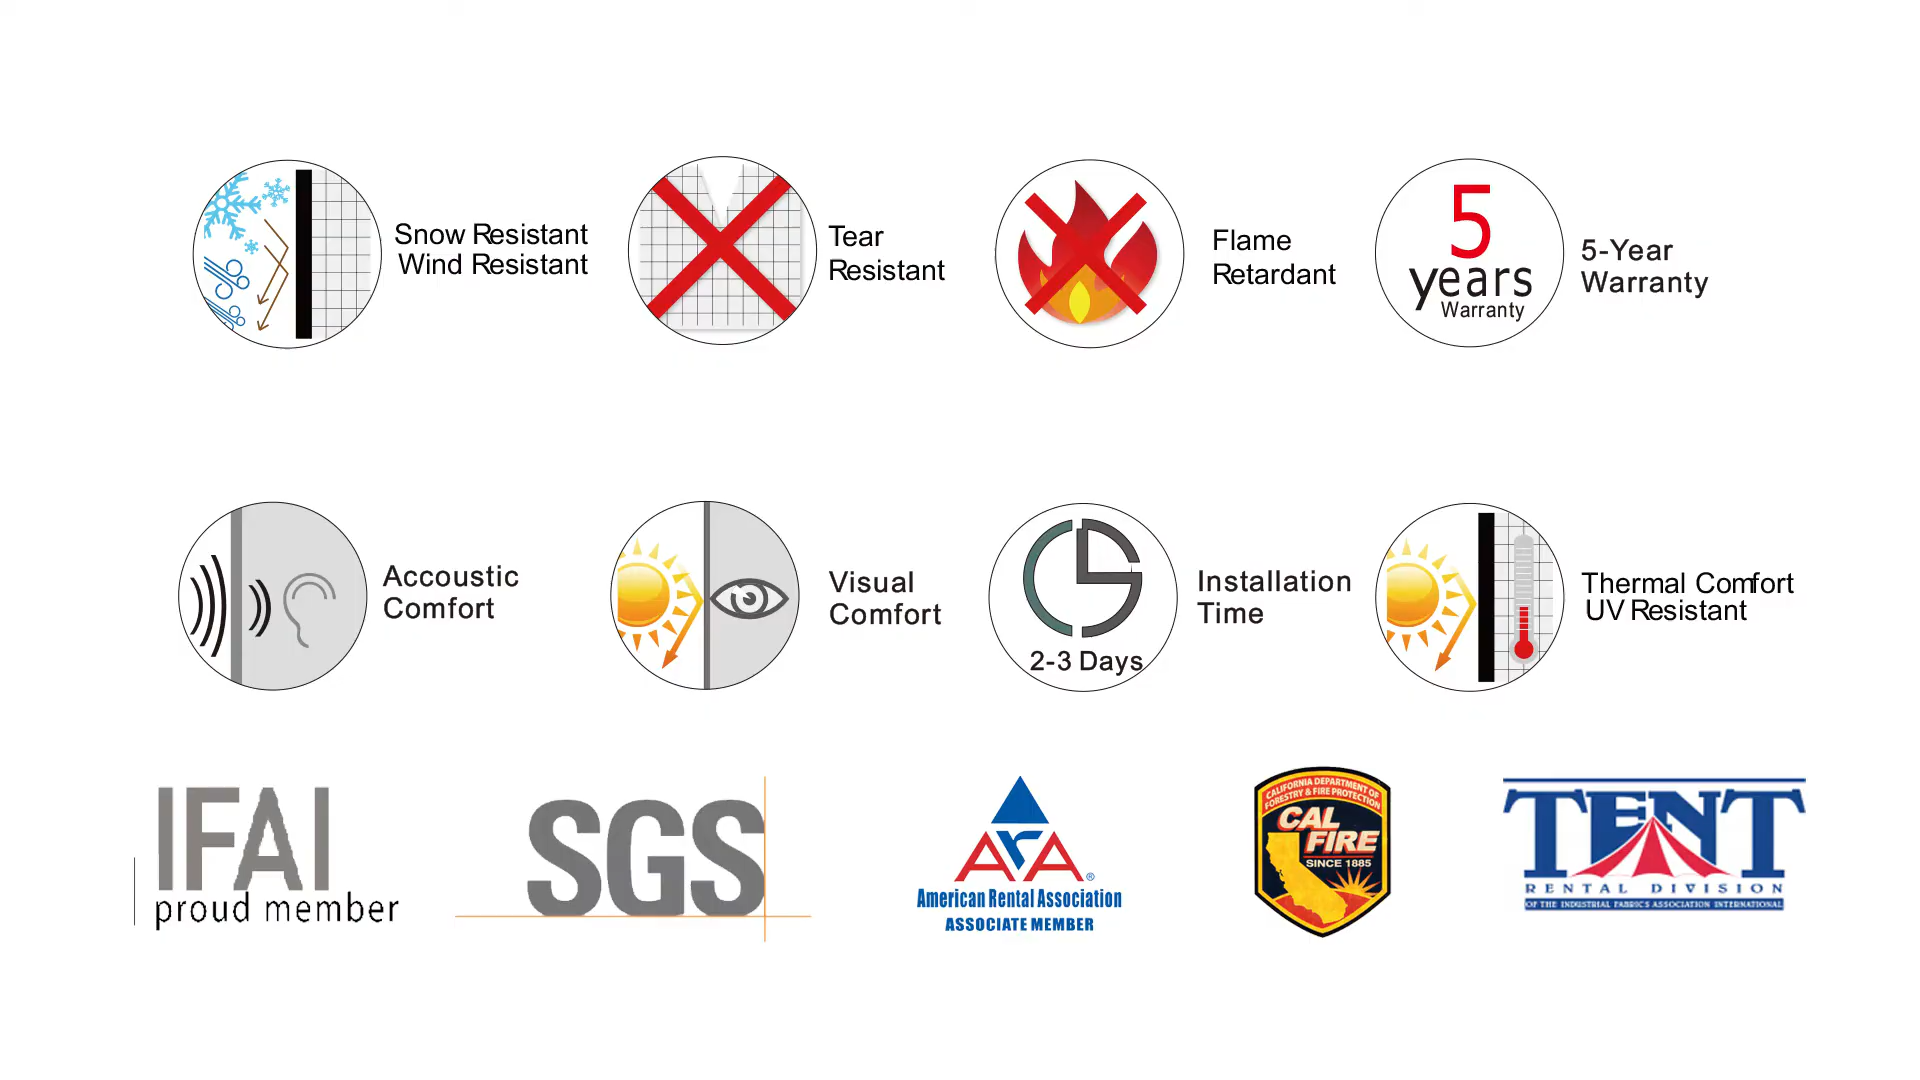 Snow Resistant
Wind Resistant
Tear
Resistant
Flame
Retardant
5
years
Warranty
5-Year
Warranty
Accoustic
Comfort
Visual
Comfort
2-3 Days
Installation
Time
Thermal Comfort
UV Resistant
IFAI
proud member
SGS
ArA®
American Rental Association
ASSOCIATE MEMBER
CALIFORNIA DEPARTMENT OF
FORESTRY & FIRE PROTECTION
CAL
FIRE
SINCE 1885
TENT
RENTAL DIVISION
OF THE INDUSTRIAL FABRICS ASSOCIATION INTERNATIONAL